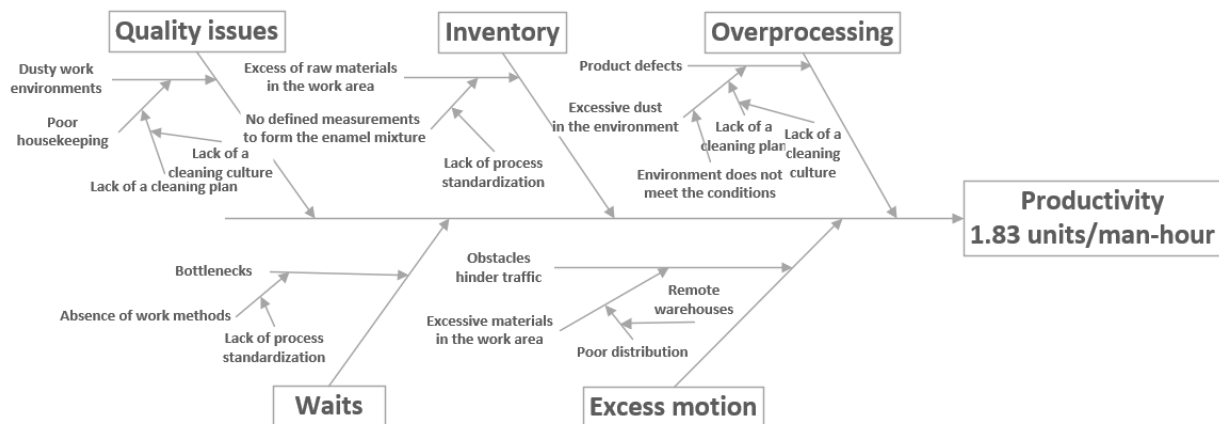 Quality issues
Inventory
Overprocessing
Dusty work
environments
Excess of raw materials
in the work area
Product defects
Poor
housekeeping
No defined measurements
to form the enamel mixture
Excessive dust
in the environment
Lack of a
cleaning culture
Lack of a cleaning plan
Lack of process
standardization
Lack of a
cleaning plan
Lack of a
cleaning
culture
Environment does not
meet the conditions
Productivity
1.83 units/man-hour
Bottlenecks
Obstacles
hinder traffic
Absence of work methods
Remote
warehouses
Excessive materials
in the work area
Lack of process
standardization
Poor distribution
Waits
Excess motion